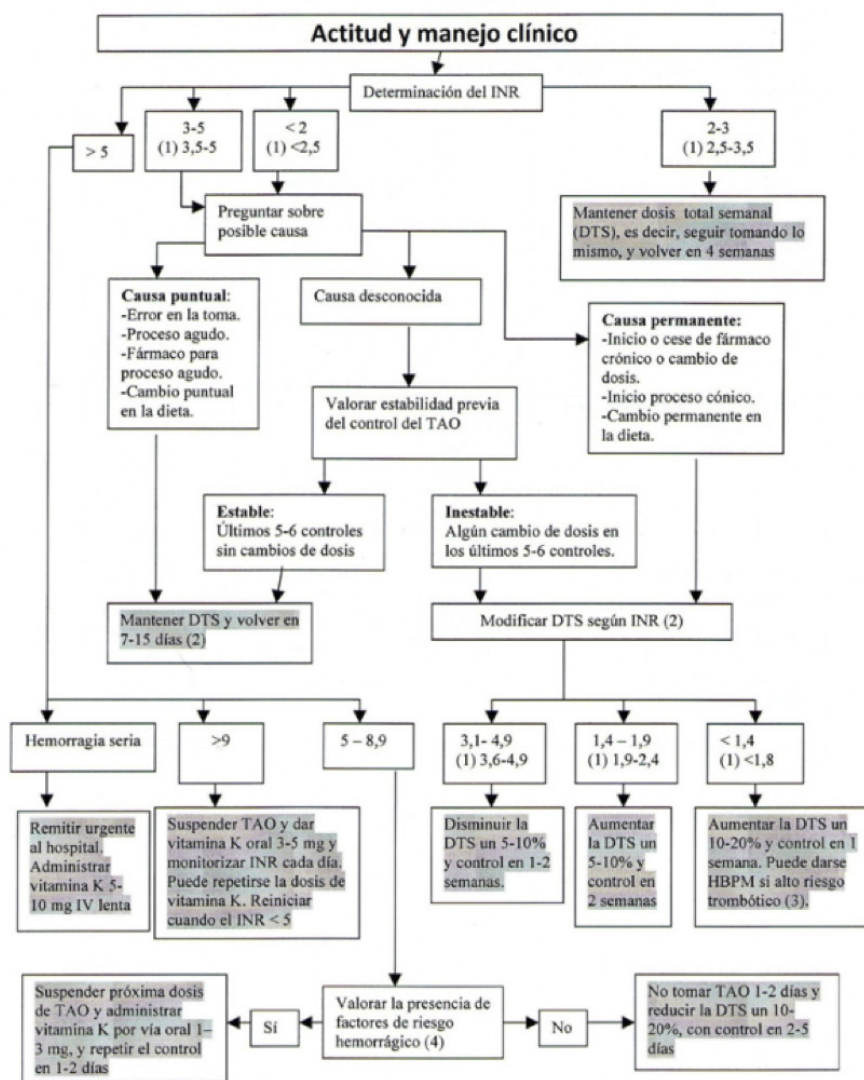 Actitud y manejo clínico
Determinación del INR
> 5
3-5
(1) 3,5-5
< 2
(1) <2,5
2-3
(1) 2,5-3,5
Preguntar sobre
posible causa
Mantener dosis total semanal
(DTS), es decir, seguir tomando lo
mismo, y volver en 4 semanas
Causa puntual:
-Error en la toma.
-Proceso agudo.
-Fármaco para
proceso agudo.
-Cambio puntual
en la dieta.
Causa desconocida
Causa permanente:
-Inicio o cese de fármaco
crónico o cambio de
dosis.
-Inicio proceso cónico.
-Cambio permanente en
la dieta.
Valorar estabilidad previa
del control del TAO
Estable:
Últimos 5-6 controles
sin cambios de dosis
Inestable:
Algún cambio de dosis en
los últimos 5-6 controles.
Mantener DTS y volver en
7-15 días (2)
Modificar DTS según INR (2)
Hemorragia seria
>9
5 – 8,9
3,1- 4,9
(1) 3,6-4,9
1,4 – 1,9
(1) 1,9-2,4
< 1,4
(1) <1,8
Remitir urgente
al hospital.
Administrar
vitamina K 5-
10 mg IV lenta
Suspender TAO y dar
vitamina K oral 3-5 mg y
monitorizar INR cada día.
Puede repetirse la dosis de
vitamina K. Reiniciar
cuando el INR < 5
Disminuir la
DTS un 5-10%
y control en 1-2
semanas.
Aumentar
la DTS un
5-10% y
control en
2 semanas
Aumentar la DTS un
10-20% y control en 1
semana. Puede darse
HBPM si alto riesgo
trombótico (3).
Suspender próxima dosis
de TAO y administrar
vitamina K por vía oral 1–
3 mg, y repetir el control
en 1-2 días
Sí
Valorar la presencia de
factores de riesgo
hemorrágico (4)
No
No tomar TAO 1-2 días y
reducir la DTS un 10-
20%, con control en 2-5
días